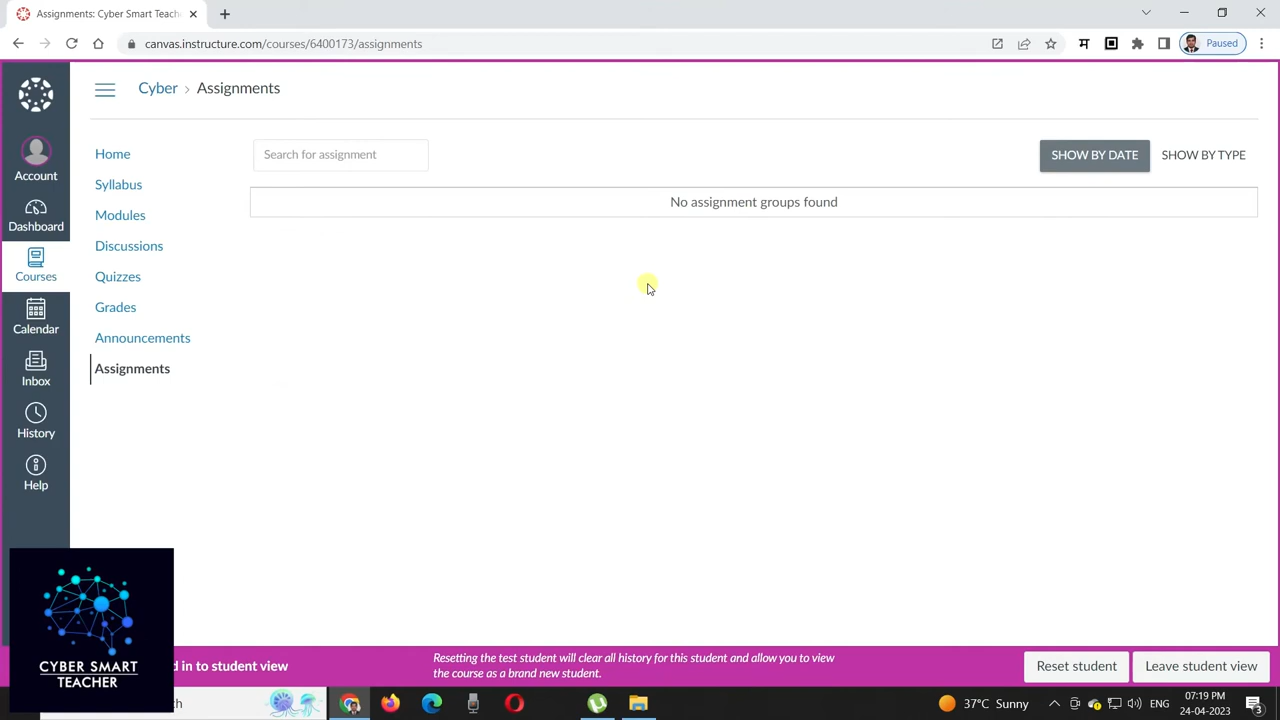 Assignments: Cyber Smart Teach
canvas.instructure.com/courses/6400173/assignments
Paused
Cyber › Assignments
Account
Dashboard
Courses
Calendar
Inbox
History
Help
Home
Syllabus
Modules
Discussions
Quizzes
Grades
Announcements
Assignments
Search for assignment
SHOW BY DATE
SHOW BY TYPE
No assignment groups found
CYBER SMART
TEACHER
d in to student view
Resetting the test student will clear all history for this student and allow you to view
the course as a brand new student.
Reset student
Leave student view
ch
37°C Sunny
ENG
07:19 PM
24-04-2023
3